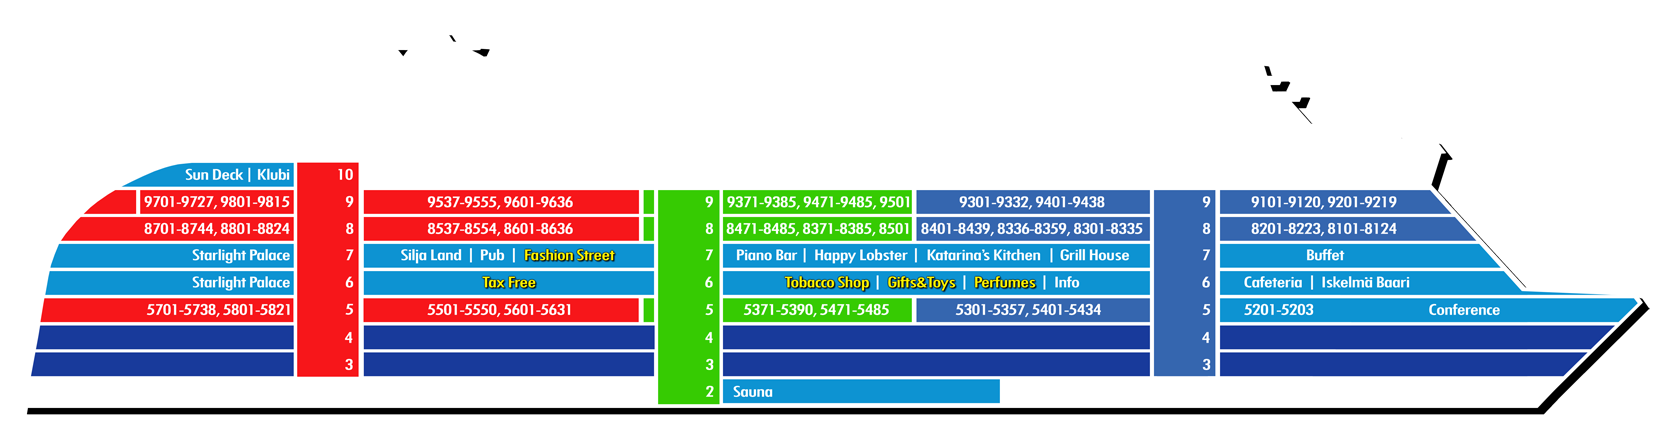 Sun Deck | Klubi 10
9701-9727, 9801-9815 9 9537-9555, 9601-9636 9 9371-9385, 9471-9485, 9501 9301-9332, 9401-9438 9 9101-9120, 9201-9219
8701-8744, 8801-8824 8 8537-8554, 8601-8636 8 8471-8485, 8371-8385, 8501 8401-8439, 8336-8359, 8301-8335 8 8201-8223, 8101-8124
Starlight Palace 7 Silja Land | Pub | Fashion Street 7 Piano Bar | Happy Lobster | Katarina's Kitchen | Grill House 7 Buffet
Starlight Palace 6 Tax Free 6 Tobacco Shop | Gifts&Toys | Perfumes | Info 6 Cafeteria | Iskelmä Baari
5701-5738, 5801-5821 5 5501-5550, 5601-5631 5 5371-5390, 5471-5485 5301-5357, 5401-5434 5 5201-5203 Conference
4 4 4
3 3 3
2 Sauna